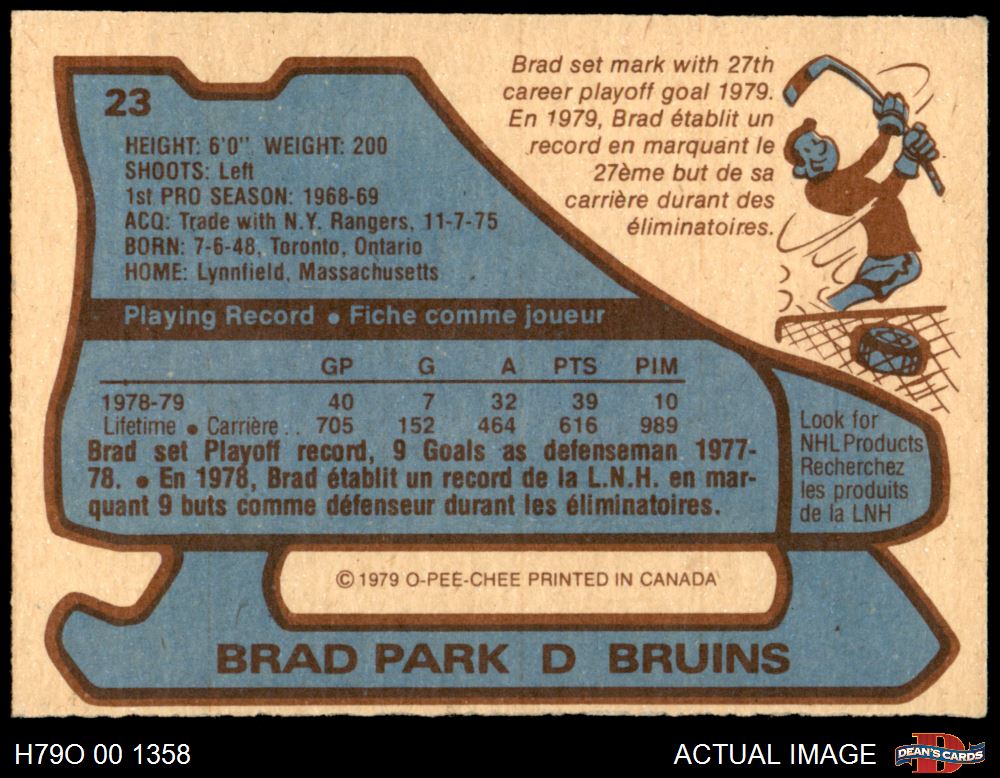 23
HEIGHT: 6'0" WEIGHT: 200
SHOOTS: Left
1st PRO SEASON: 1968-69
ACQ: Trade with N.Y. Rangers, 11-7-75
BORN: 7-6-48, Toronto, Ontario
HOME: Lynnfield, Massachusetts
Brad set mark with 27th
career playoff goal 1979.
En 1979, Brad établit un
record en marquant le
27ème but de sa
carrière durant des
éliminatoires.
Playing Record • Fiche comme joueur
GP G A PTS PIM
1978-79 40 7 32 39 10
Lifetime • Carrière . . 705 152 464 616 989
Brad set Playoff record, 9 Goals as defenseman 1977-
78. • En 1978, Brad établit un record de la L.N.H. en mar-
quant 9 buts comme défenseur durant les éliminatoires.
Look for
NHL Products
Recherchez
les produits
de la LNH
© 1979 O-PEE-CHEE PRINTED IN CANADA
BRAD PARK D BRUINS
H79O 00 1358
ACTUAL IMAGE
DEAN'S CARDS